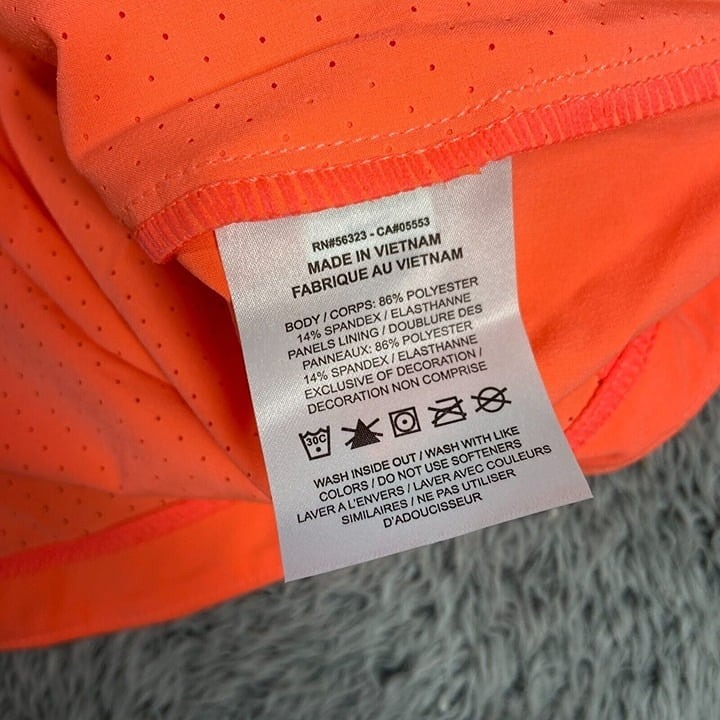 RN#56323 - CA#05553
MADE IN VIETNAM
FABRIQUE AU VIETNAM
BODY / CORPS: 86% POLYESTER
14% SPANDEX / ELASTHANNE
PANELS LINING / DOUBLURE DES
PANNEAUX: 86% POLYESTER
14% SPANDEX / ELASTHANNE
EXCLUSIVE OF DECORATION /
DECORATION NON COMPRISE
30C
WASH INSIDE OUT / WASH WITH LIKE
COLORS / DO NOT USE SOFTENERS
LAVER A L'ENVERS / LAVER AVEC COULEURS
SIMILAIRES / NE PAS UTILISER
D'ADOUCISSEUR